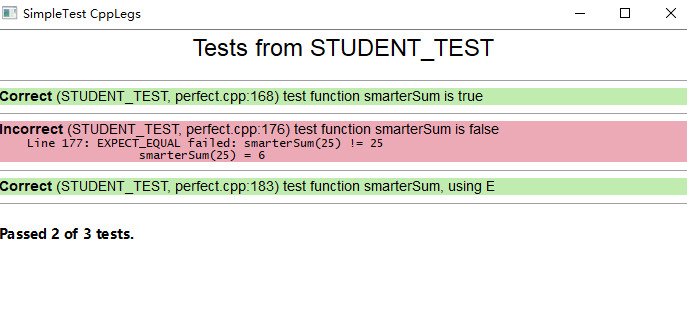 SimpleTest CppLegs
Tests from STUDENT_TEST
Correct (STUDENT_TEST, perfect.cpp:168) test function smarterSum is true
Incorrect (STUDENT_TEST, perfect.cpp:176) test function smarterSum is false
Line 177: EXPECT_EQUAL failed: smarterSum(25) != 25
smarterSum(25) = 6
Correct (STUDENT_TEST, perfect.cpp:183) test function smarterSum, using E
Passed 2 of 3 tests.